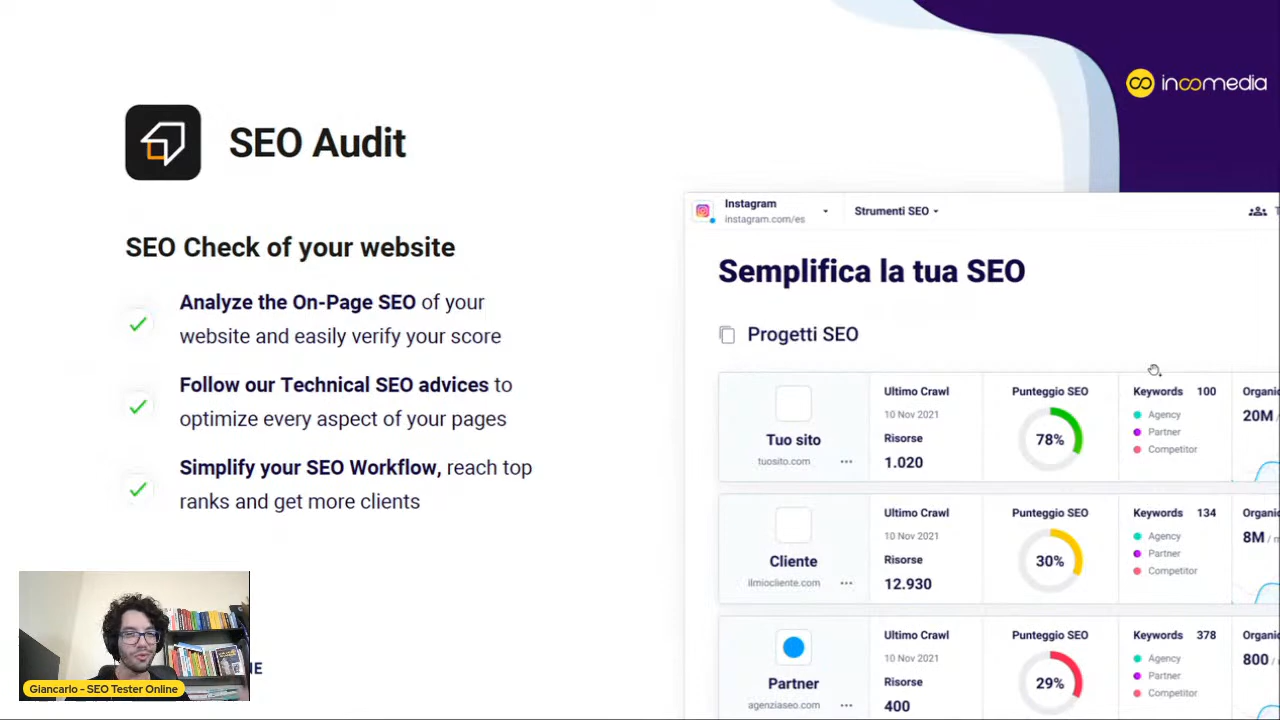 incomedia
SEO Audit
SEO Check of your website
Analyze the On-Page SEO of your
website and easily verify your score
Follow our Technical SEO advices to
optimize every aspect of your pages
Simplify your SEO Workflow, reach top
ranks and get more clients
Instagram
instagram.com/es
Strumenti SEO
Semplifica la tua SEO
Progetti SEO
Tuo sito
tuosito.com
Ultimo Crawl
10 Nov 2021
Risorse
1.020
Punteggio SEO
78%
Keywords 100
Agency
Partner
Competitor
20M
Cliente
ilmiocliente.com
Ultimo Crawl
10 Nov 2021
Risorse
12.930
Punteggio SEO
30%
Keywords 134
Agency
Partner
Competitor
8M
Partner
agenziaseo.com
Ultimo Crawl
10 Nov 2021
Risorse
400
Punteggio SEO
29%
Keywords 378
Agency
Partner
Competitor
800
Giancarlo - SEO Tester Online